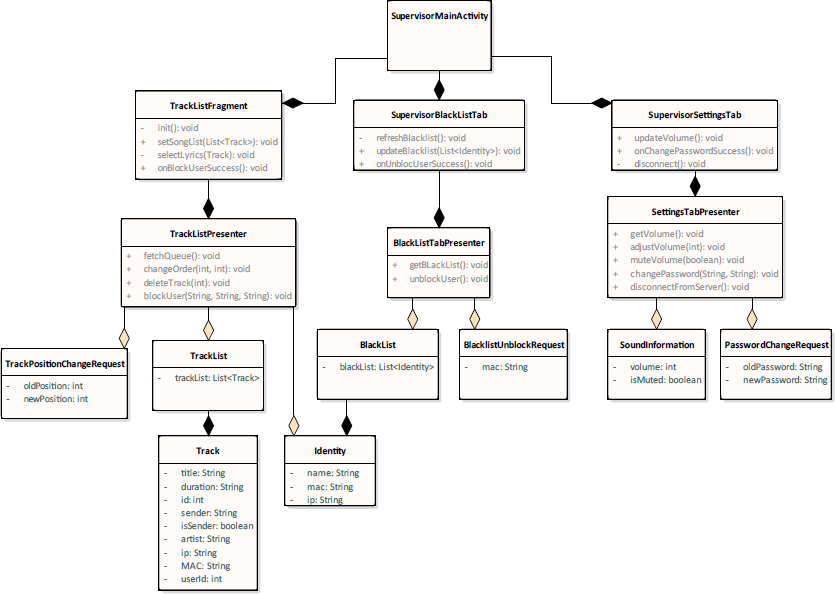 SupervisorMainActivity
TrackListFragment
- init(): void
+ setSongList(List<Track>): void
- selectLyrics(Track): void
+ onBlockUserSuccess(): void
SupervisorBlackListTab
- refreshBlacklist(): void
+ updateBlacklist(List<Identity>): void
+ onUnblocUserSuccess(): void
SupervisorSettingsTab
+ updateVolume(): void
+ onChangePasswordSuccess(): void
- disconnect(): void
TrackListPresenter
+ fetchQueue(): void
+ changeOrder(int, int): void
+ deleteTrack(int): void
+ blockUser(String, String, String): void
BlackListTabPresenter
+ getBLackList(): void
+ unblockUser(): void
SettingsTabPresenter
+ getVolume(): void
+ adjustVolume(int): void
+ muteVolume(boolean): void
+ changePassword(String, String): void
+ disconnectFromServer(): void
TrackPositionChangeRequest
- oldPosition: int
- newPosition: int
TrackList
- trackList: List<Track>
BlackList
- blackList: List<Identity>
BlacklistUnblockRequest
- mac: String
SoundInformation
- volume: int
- isMuted: boolean
PasswordChangeRequest
- oldPassword: String
- newPassword: String
Track
- title: String
- duration: String
- id: int
- sender: String
- isSender: boolean
- artist: String
- ip: String
- MAC: String
- userId: int
Identity
- name: String
- mac: String
- ip: String